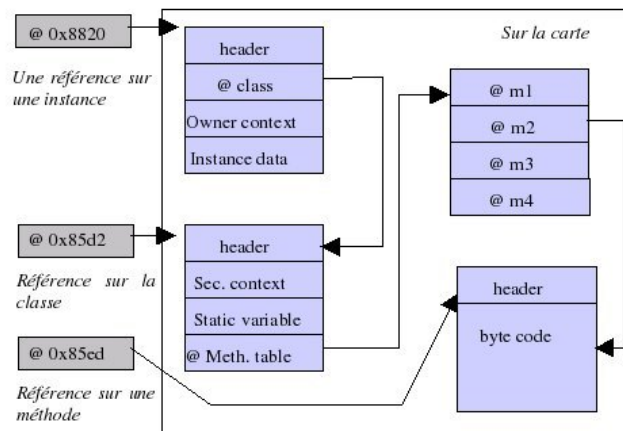 @ 0x8820
Une référence sur
une instance
header
@ class
Owner context
Instance data
Sur la carte
@ m1
@ m2
@ m3
@ m4
@ 0x85d2
Référence sur la
classe
header
Sec. context
Static variable
@ Meth. table
@ 0x85ed
Référence sur une
méthode
header
byte code